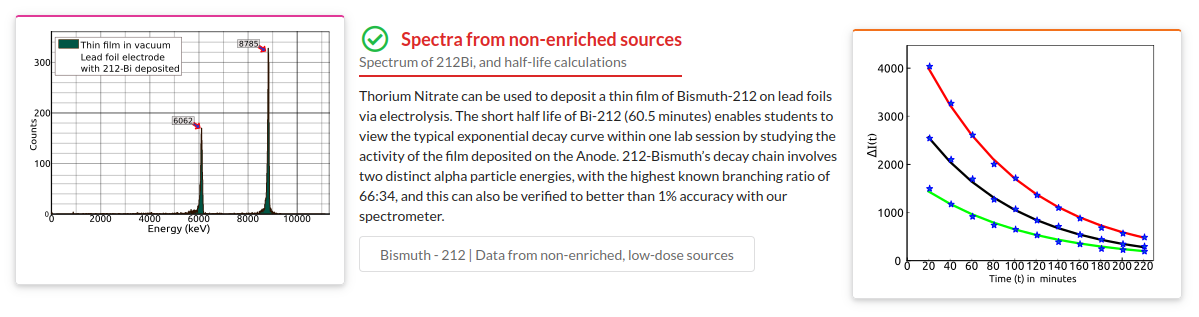 Thin film in vacuum
Lead foil electrode
with 212-Bi deposited
8785
6062
Counts
300
200
100
0
0 2000 4000 6000 8000 10000
Energy (keV)
Spectra from non-enriched sources
Spectrum of 212Bi, and half-life calculations
Thorium Nitrate can be used to deposit a thin film of Bismuth-212 on lead foils
via electrolysis. The short half life of Bi-212 (60.5 minutes) enables students to
view the typical exponential decay curve within one lab session by studying the
activity of the film deposited on the Anode. 212-Bismuth's decay chain involves
two distinct alpha particle energies, with the highest known branching ratio of
66:34, and this can also be verified to better than 1% accuracy with our
spectrometer.
Bismuth - 212 | Data from non-enriched, low-dose sources
ΔI(t)
4000
3000
2000
1000
0
0 20 40 60 80 100 120 140 160 180 200 220
Time (t) in minutes